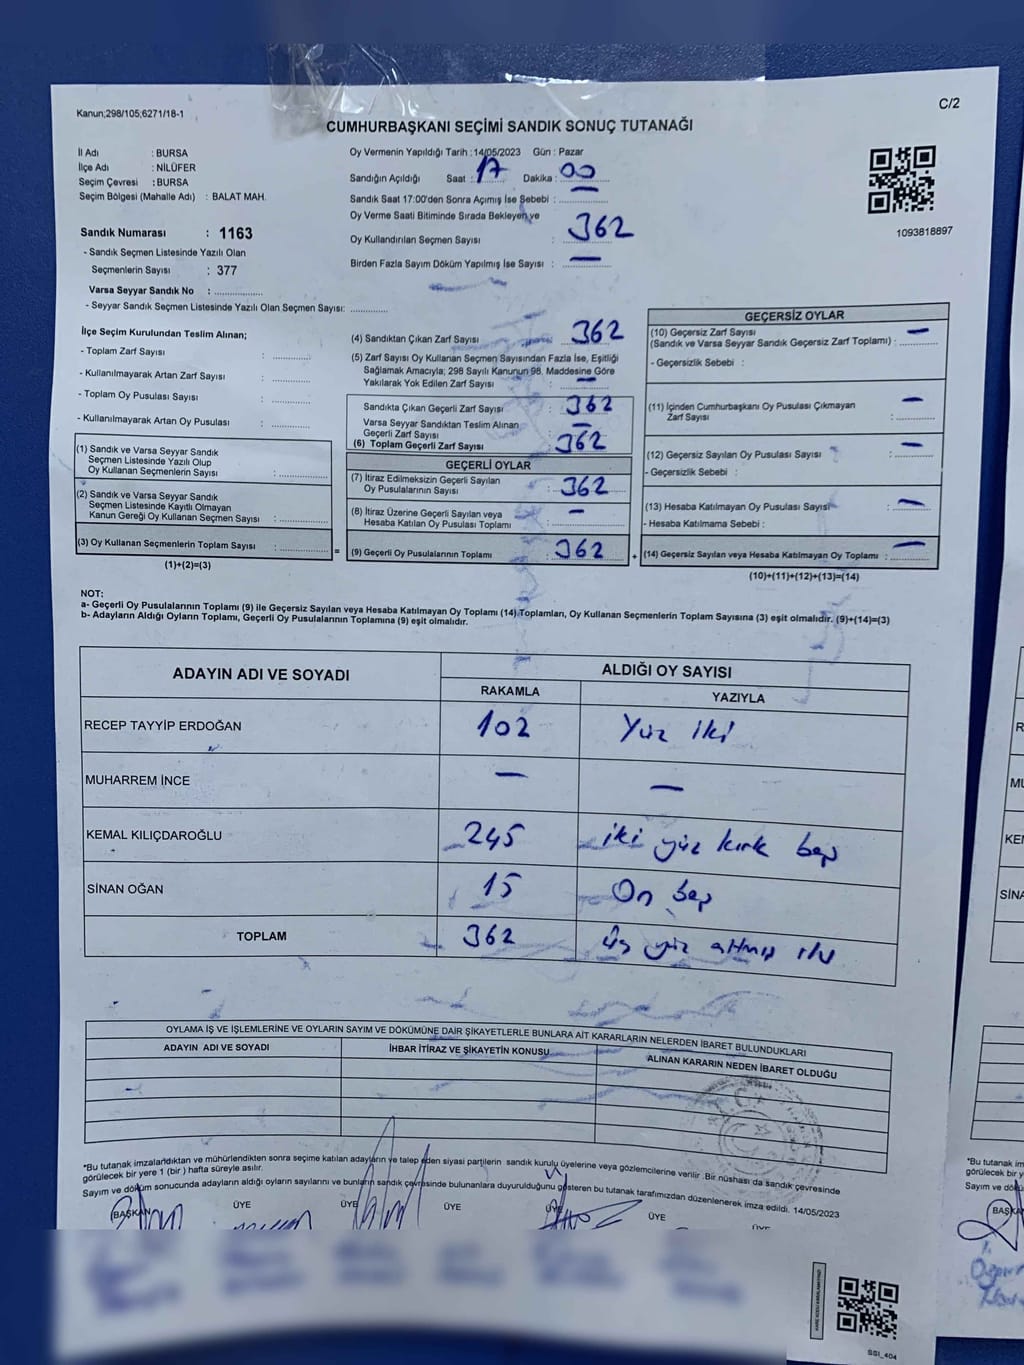 Kanun;298/105;6271/18-1
C/2
CUMHURBAŞKANI SEÇİMİ SANDIK SONUÇ TUTANAĞI
İl Adı : BURSA
İlçe Adı : NİLÜFER
Seçim Çevresi : BURSA
Seçim Bölgesi (Mahalle Adı) : BALAT MAH.
Sandık Numarası : 1163
- Sandık Seçmen Listesinde Yazılı Olan
Seçmenlerin Sayısı : 377
Varsa Seyyar Sandık No : ..............
- Seyyar Sandık Seçmen Listesinde Yazılı Olan Seçmen Sayısı: ............
Oy Vermenin Yapıldığı Tarih : 14/05/2023 Gün : Pazar
Sandığın Açıldığı Saat : 17 Dakika : 00
Sandık Saat 17:00'den Sonra Açımış İse Sebebi : —
Oy Verme Saati Bitiminde Sırada Bekleyen ve
Oy Kullandırılan Seçmen Sayısı : 362
Birden Fazla Sayım Döküm Yapılmış İse Sayısı : —
1093818897
İlçe Seçim Kurulundan Teslim Alınan;
- Toplam Zarf Sayısı : ............
- Kullanılmayarak Artan Zarf Sayısı : ............
- Toplam Oy Pusulası Sayısı : ............
- Kullanılmayarak Artan Oy Pusulası : ............
(1) Sandık ve Varsa Seyyar Sandık
Seçmen Listesinde Yazılı Olup
Oy Kullanan Seçmenlerin Sayısı : ............
(2) Sandık ve Varsa Seyyar Sandık
Seçmen Listesinde Kayıtlı Olmayan
Kanun Gereği Oy Kullanan Seçmen Sayısı : ............
(3) Oy Kullanan Seçmenlerin Toplam Sayısı : ............
(1)+(2)=(3)
=
(4) Sandıktan Çıkan Zarf Sayısı : 362
(5) Zarf Sayısı Oy Kullanan Seçmen Sayısından Fazla İse, Eşitliği
Sağlamak Amacıyla; 298 Sayılı Kanunun 98. Maddesine Göre
Yakılarak Yok Edilen Zarf Sayısı : —
Sandıkta Çıkan Geçerli Zarf Sayısı : 362
Varsa Seyyar Sandıktan Teslim Alınan
Geçerli Zarf Sayısı : —
(6) Toplam Geçerli Zarf Sayısı : 362
GEÇERLİ OYLAR
(7) İtiraz Edilmeksizin Geçerli Sayılan
Oy Pusulalarının Sayısı : 362
(8) İtiraz Üzerine Geçerli Sayılan veya
Hesaba Katılan Oy Pusulası Toplamı : —
(9) Geçerli Oy Pusulalarının Toplamı : 362
+
GEÇERSİZ OYLAR
(10) Geçersiz Zarf Sayısı
(Sandık ve Varsa Seyyar Sandık Geçersiz Zarf Toplamı) : —
- Geçersizlik Sebebi :
(11) İçinden Cumhurbaşkanı Oy Pusulası Çıkmayan
Zarf Sayısı : —
(12) Geçersiz Sayılan Oy Pusulası Sayısı : —
- Geçersizlik Sebebi :
(13) Hesaba Katılmayan Oy Pusulası Sayısı : —
- Hesaba Katılmama Sebebi :
(14) Geçersiz Sayılan veya Hesaba Katılmayan Oy Toplamı : —
(10)+(11)+(12)+(13)=(14)
NOT:
a- Geçerli Oy Pusulalarının Toplamı (9) ile Geçersiz Sayılan veya Hesaba Katılmayan Oy Toplamı (14) Toplamları, Oy Kullanan Seçmenlerin Toplam Sayısına (3) eşit olmalıdır. (9)+(14)=(3)
b- Adayların Aldığı Oyların Toplamı, Geçerli Oy Pusulalarının Toplamına (9) eşit olmalıdır.
ADAYIN ADI VE SOYADI ALDIĞI OY SAYISI
RAKAMLA YAZIYLA
RECEP TAYYİP ERDOĞAN 102 Yüz iki
MUHARREM İNCE — —
KEMAL KILIÇDAROĞLU 245 iki yüz kırk beş
SİNAN OĞAN 15 On beş
TOPLAM 362 Üç yüz altmış iki
OYLAMA İŞ VE İŞLEMLERİNE VE OYLARIN SAYIM VE DÖKÜMÜNE DAİR ŞİKAYETLERLE BUNLARA AİT KARARLARIN NELERDEN İBARET BULUNDUKLARI
ADAYIN ADI VE SOYADI İHBAR İTİRAZ VE ŞİKAYETİN KONUSU ALINAN KARARIN NEDEN İBARET OLDUĞU
*Bu tutanak imzalandıktan ve mühürlendikten sonra seçime katılan adayların ve talep eden siyasi partilerin sandık kurulu üyelerine veya gözlemcilerine verilir .Bir nüshası da sandık çevresinde
görülecek bir yere 1 (bir ) hafta süreyle asılır.
Sayım ve döküm sonucunda adayların aldığı oyların sayılarını ve bunların sandık çevresinde bulunanlara duyurulduğunu gösteren bu tutanak tarafımızdan düzenlenerek imza edildi. 14/05/2023
BAŞKAN ÜYE ÜYE ÜYE ÜYE ÜYE ÜYE
SSI_404
R
MU
KEI
SİNA
*Bu tutanak im
görülecek bir ye
Sayım ve dökü
BAŞKA